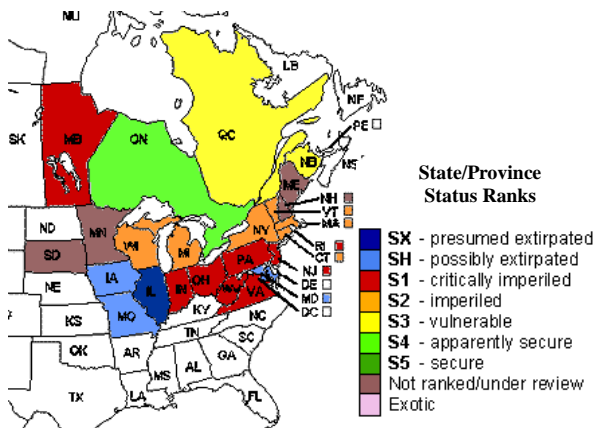 NU
LB
NF
SK
MB
ON
QC
PE
NB
NS
ME
NH
VT
MA
ND
MN
WI
MI
NY
SD
RI
CT
PA
NJ
IA
NE
IL
IN
OH
DE
MD
WV
VA
DC
MO
KS
KY
NC
TN
OK
AR
SC
MS
AL
GA
TX
LA
FL
State/Province
Status Ranks
SX - presumed extirpated
SH - possibly extirpated
S1 - critically imperiled
S2 - imperiled
S3 - vulnerable
S4 - apparently secure
S5 - secure
Not ranked/under review
Exotic